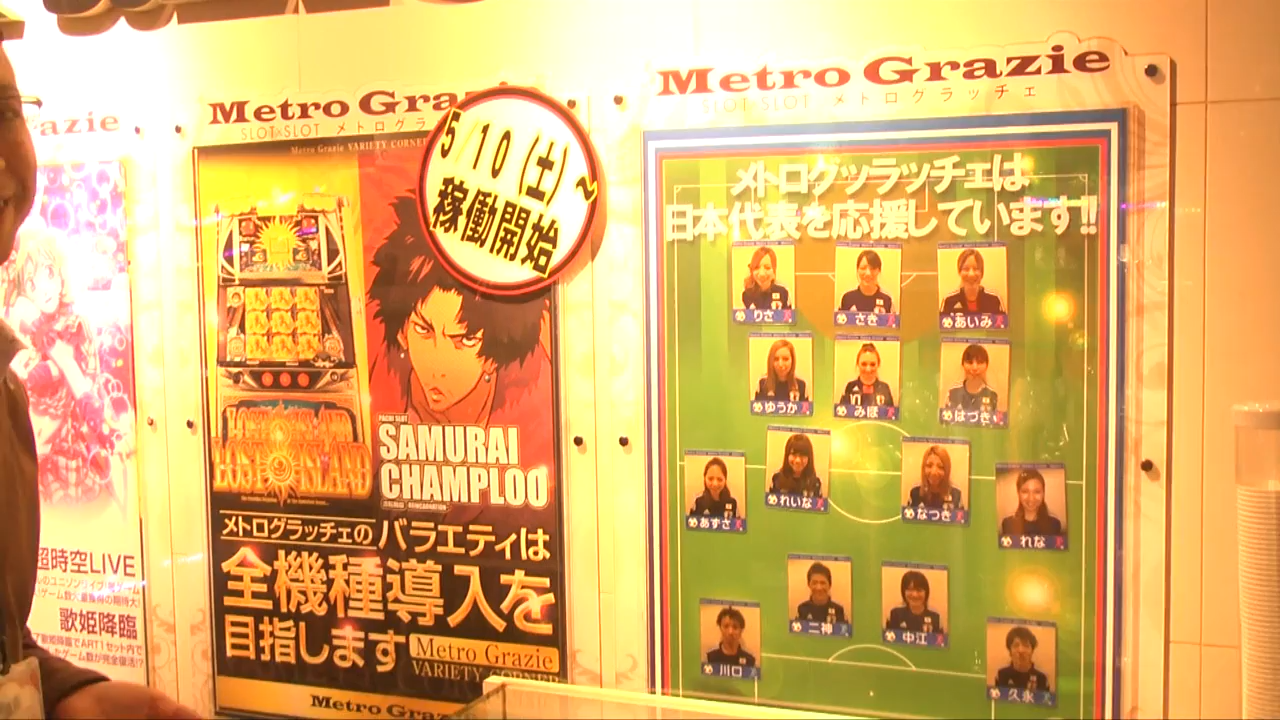 razie
超時空LIVE
歌姫降臨
Metro Gra
SLOT×SLOT メトログラ
Metro Grazie VARIETY CORNER
5/10(土)~
稼働開始
LOST ISLAND
LOST ISLAND
PACHI SLOT
SAMURAI
CHAMPLOO
メトログラッチェの バラエティは
全機種導入を
目指します
Metro Grazie
VARIETY CORNER
Metro Gra
Metro Grazie
SLOT SLOT メトログラッチェ
メトログッラッチェは
日本代表を応援しています!!
りさ
さき
あいみ
ゆうか
みほ
はづき
あずさ
れいな
なつき
れな
川口
二神
中江
久永